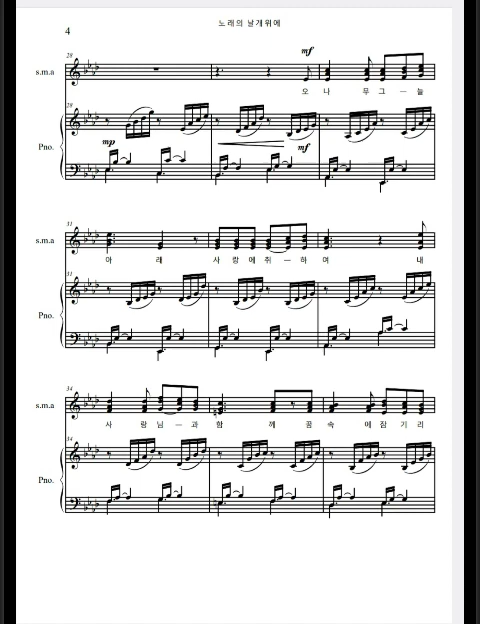 노래의 날개위에
4
28
mf
s.m.a
오 나 무 그 — 늘
28
Pno.
mp
mf
31
s.m.a
아 래 사 랑 에 취 — 하 여 내
31
Pno.
34
s.m.a
사 랑 님 — 과 함 께 꿈 속 에 잠 기 리
34
Pno.